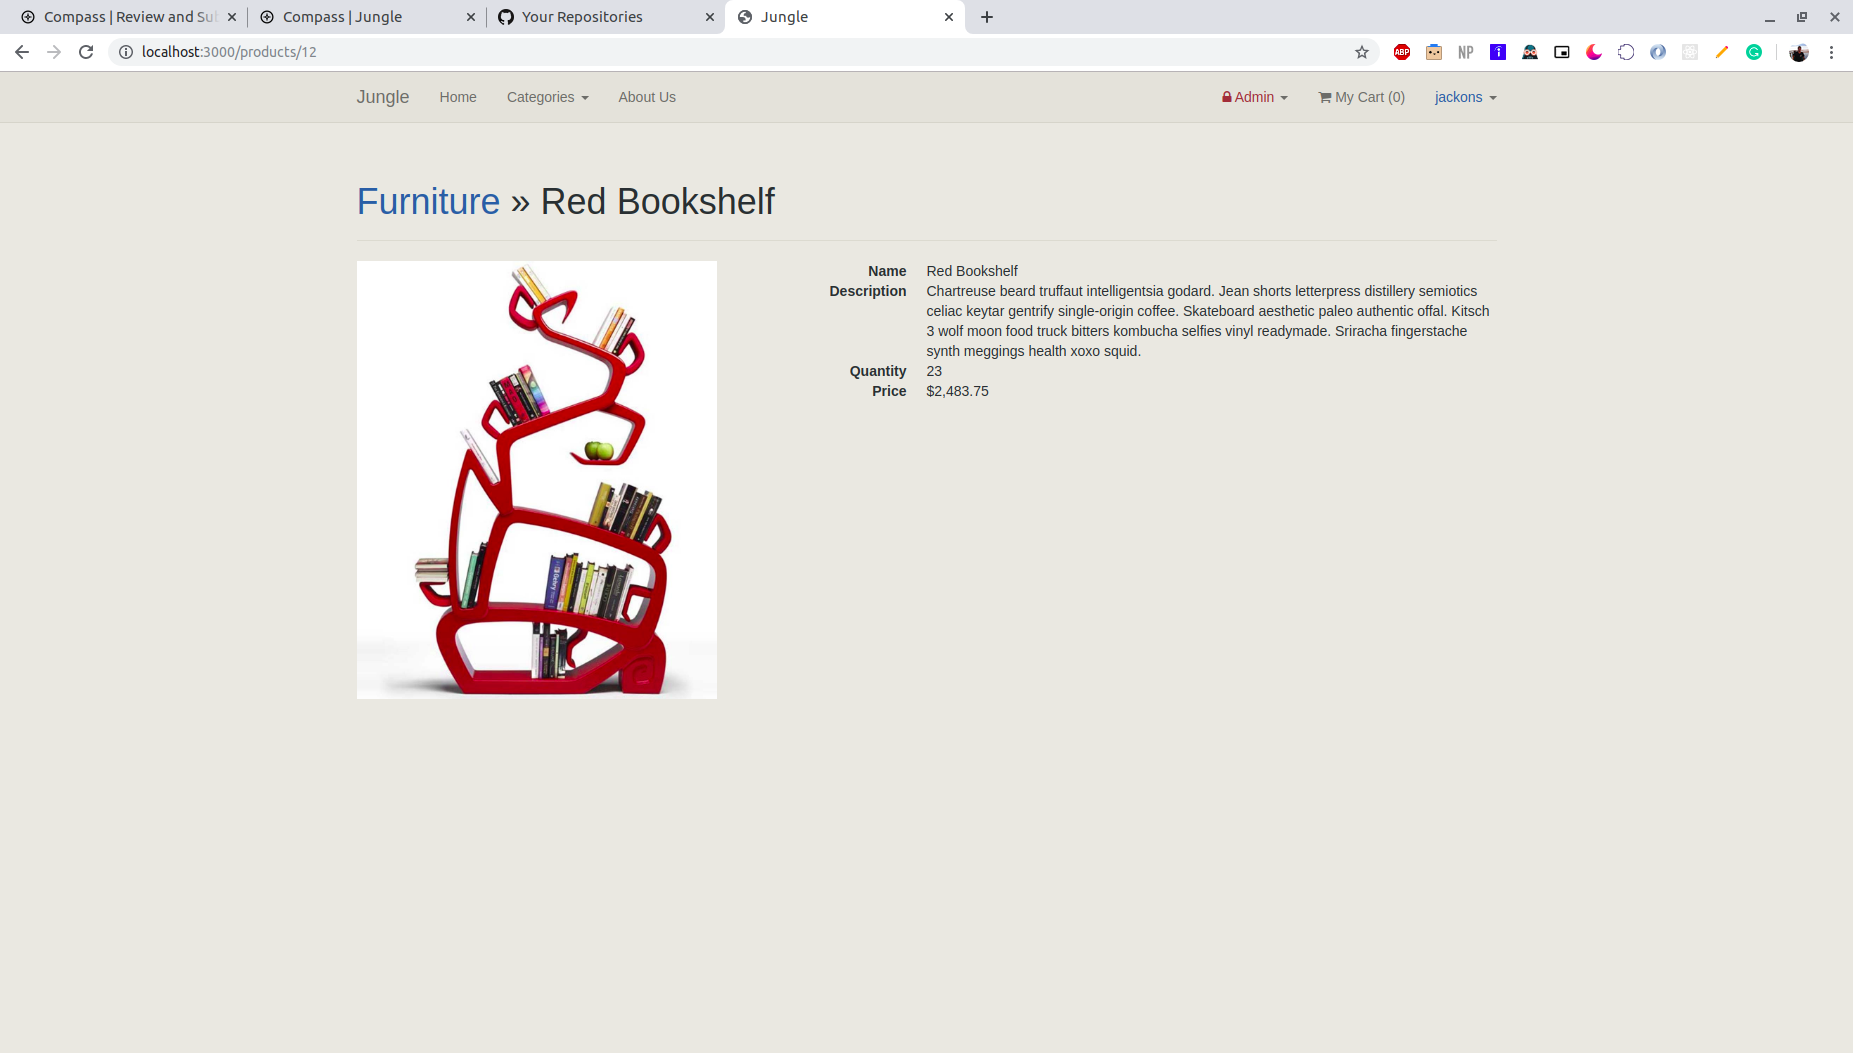 Compass | Review and Su
Compass | Jungle
Your Repositories
Jungle
localhost:3000/products/12
ABP
NP
Jungle
Home
Categories
About Us
Admin
My Cart (0)
jackons
Furniture » Red Bookshelf
Name
Red Bookshelf
Description
Chartreuse beard truffaut intelligentsia godard. Jean shorts letterpress distillery semiotics
celiac keytar gentrify single-origin coffee. Skateboard aesthetic paleo authentic offal. Kitsch
3 wolf moon food truck bitters kombucha selfies vinyl readymade. Sriracha fingerstache
synth meggings health xoxo squid.
Quantity
23
Price
$2,483.75